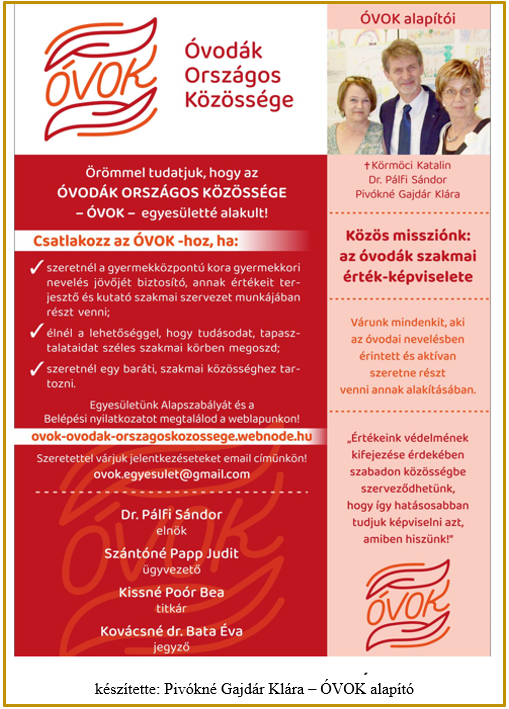 ÓVOK
Óvodák
Országos
Közössége
Örömmel tudatjuk, hogy az
ÓVODÁK ORSZÁGOS KÖZÖSSÉGE
– ÓVOK – egyesületté alakult!
Csatlakozz az ÓVOK -hoz, ha:
✓ szeretnél a gyermekközpontú kora gyermekkori
nevelés jövőjét biztosító, annak értékeit ter-
jesztő és kutató szakmai szervezet munkájában
részt venni;
✓ élnél a lehetőséggel, hogy tudásodat, tapasz-
talataidat széles szakmai körben megoszd;
✓ szeretnél egy baráti, szakmai közösséghez tar-
tozni.
Egyesületünk Alapszabályát és a
Belépési nyilatkozatot megtalálod a weblapunkon!
ovok-ovodak-orszagoskozossege.webnode.hu
Szeretettel várjuk jelentkezéseteket email címünkön!
ovok.egyesulet@gmail.com
Dr. Pálfi Sándor
elnök
Szántóné Papp Judit
ügyvezető
Kissné Poór Bea
titkár
Kovácsné dr. Bata Éva
jegyző
ÓVOK
ÓVOK alapítói
✝Körmöci Katalin
Dr. Pálfi Sándor
Pivókné Gajdár Klára
Közös missziónk:
az óvodák szakmai
érték-képviselete
Várunk mindenkit, aki
az óvodai nevelésben
érintett és aktívan
szeretne részt
venni annak alakításában.
„Értékeink védelmének
kifejezése érdekében
szabadon közösségbe
szerveződhetünk,
hogy így hatásosabban
tudjuk képviselni azt,
amiben hiszünk!”
ÓVOK
készítette: Pivókné Gajdár Klára – ÓVOK alapító